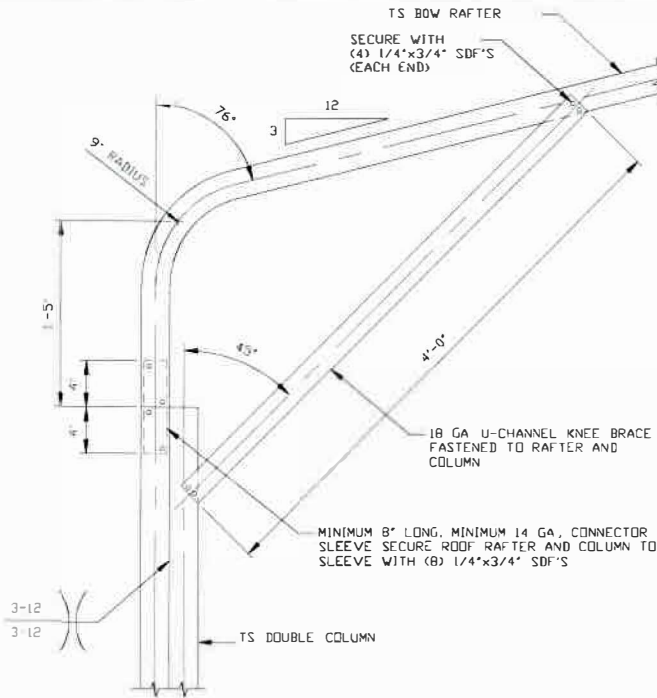 TS BOW RAFTER
SECURE WITH
(4) 1/4"x3/4" SDF'S
(EACH END)
76°
12
3
9" RADIUS
1-5"
45°
4'-0"
4"
4"
18 GA U-CHANNEL KNEE BRACE
FASTENED TO RAFTER AND
COLUMN
MINIMUM 8" LONG, MINIMUM 14 GA, CONNECTOR
SLEEVE SECURE ROOF RAFTER AND COLUMN TO
SLEEVE WITH (8) 1/4"x3/4" SDF'S
3-12
3-12
TS DOUBLE COLUMN